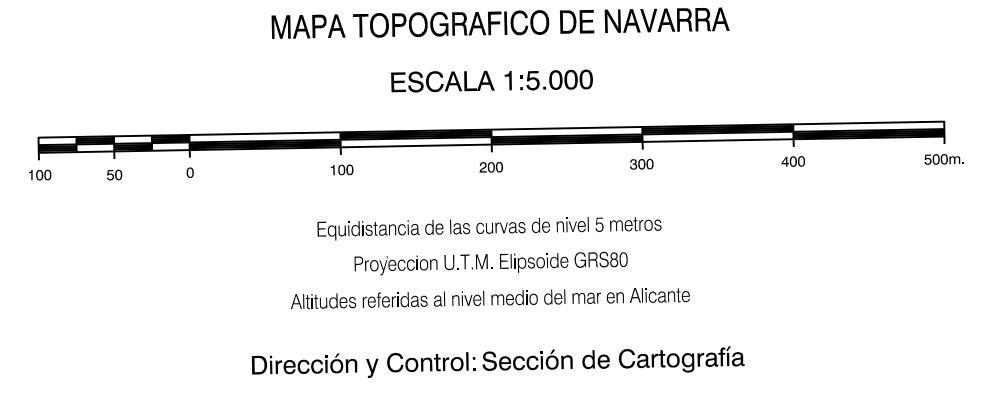 MAPA TOPOGRAFICO DE NAVARRA
ESCALA 1:5.000
100 50 0 100 200 300 400 500m.
Equidistancia de las curvas de nivel 5 metros
Proyeccion U.T.M. Elipsoide GRS80
Altitudes referidas al nivel medio del mar en Alicante
Dirección y Control: Sección de Cartografía